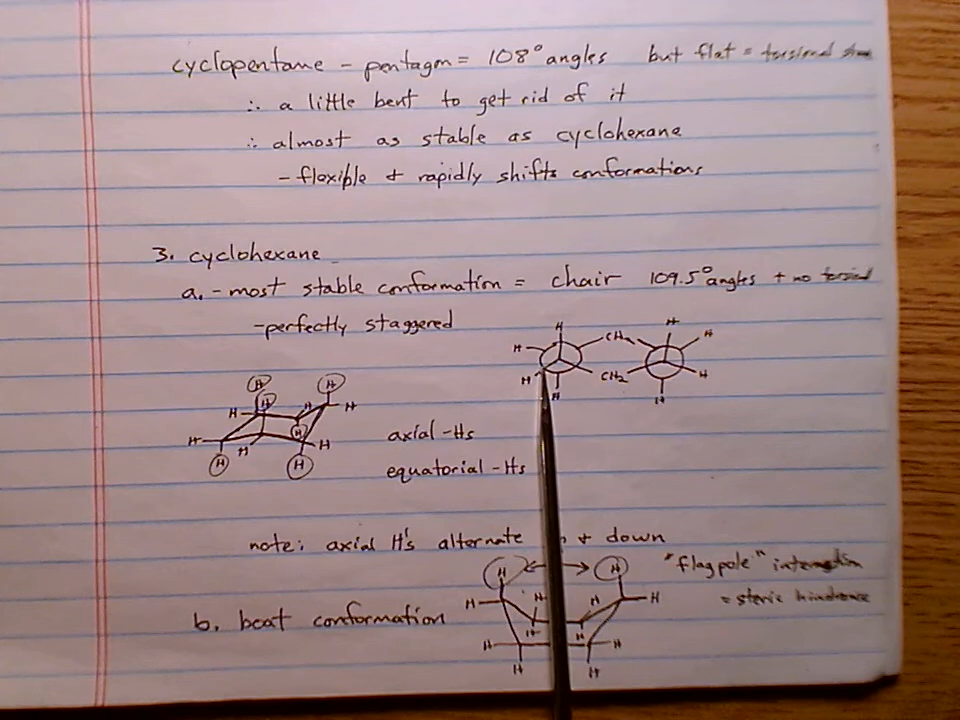 cyclopentane - pentagon = 108° angles but flat = torsional strain
∴ a little bent to get rid of it
∴ almost as stable as cyclohexane
- flexible + rapidly shifts conformations
3. cyclohexane
a. - most stable conformation = chair 109.5° angles + no torsional
- perfectly staggered
H H H
H CH₂ H
H CH₂ H
H H
H H
H H H H
H H H
H H H
axial - Hs
equatorial - Hs
note: axial H's alternate + down
H H "flagpole" interaction
H H H H = steric hindrance
b. boat conformation
H H
H H
H H